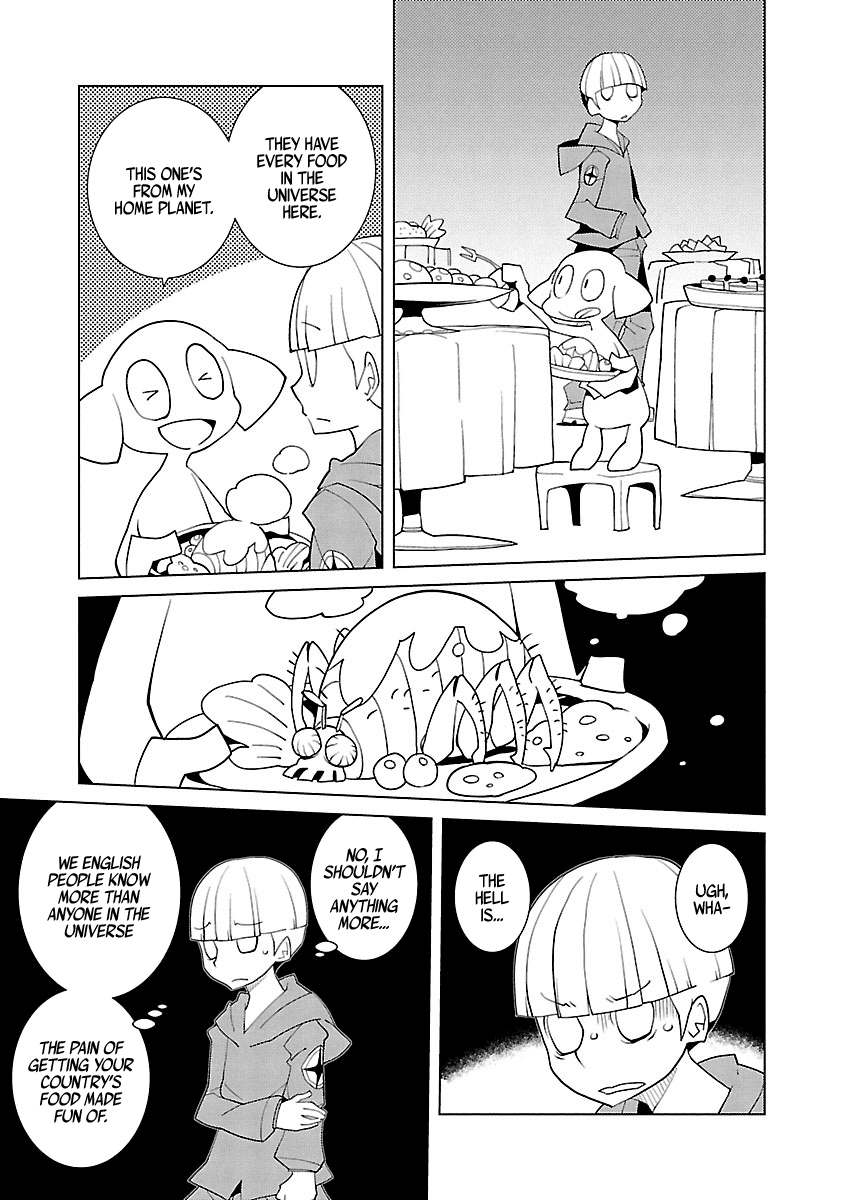 THEY HAVE
EVERY FOOD
IN THE
UNIVERSE
HERE.
THIS ONE'S
FROM MY
HOME PLANET.
UGH,
WHA-
THE
HELL
IS...
NO, I
SHOULDN'T
SAY
ANYTHING
MORE...
WE ENGLISH
PEOPLE KNOW
MORE THAN
ANYONE IN THE
UNIVERSE
THE PAIN OF
GETTING YOUR
COUNTRY'S
FOOD MADE
FUN OF.